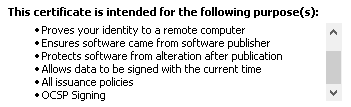 This certificate is intended for the following purpose(s):
• Proves your identity to a remote computer
• Ensures software came from software publisher
• Protects software from alteration after publication
• Allows data to be signed with the current time
• All issuance policies
• OCSP Signing